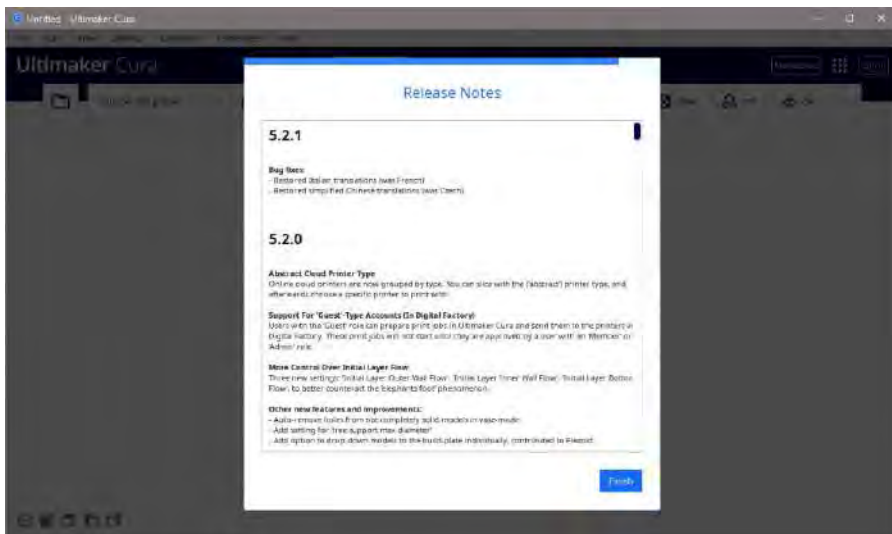 Untitled - Ultimaker Cura
Ultimaker Cura
Marketplace
Release Notes
5.2.1
Bug fixes:
- Restored Italian translations (was French)
- Restored simplified Chinese translations (was Czech)
5.2.0
Abstract Cloud Printer Type
Online cloud printers are now grouped by type. You can slice with the ('abstract') printer type, and
afterwards choose a specific printer to print with.
Support For 'Guest'-Type Accounts (In Digital Factory)
Users with the 'Guest' role can prepare print jobs in Ultimaker Cura and send them to the printers in
Digital Factory. These print jobs will not start until they are approved by a user with an 'Member' or
'Admin' role.
More Control Over Initial Layer Flow
Three new settings: 'Initial Layer Outer Wall Flow', 'Initial Layer Inner Wall Flow', 'Initial Layer Bottom
Flow', to better counteract the 'elephants foot' phenomenon.
Other new features and improvements:
- Auto-remove holes from not completely solid models in vase-mode
- Add setting for 'tree support max diameter'
- Add option to drop down models to the build plate individually, contributed to
Finish